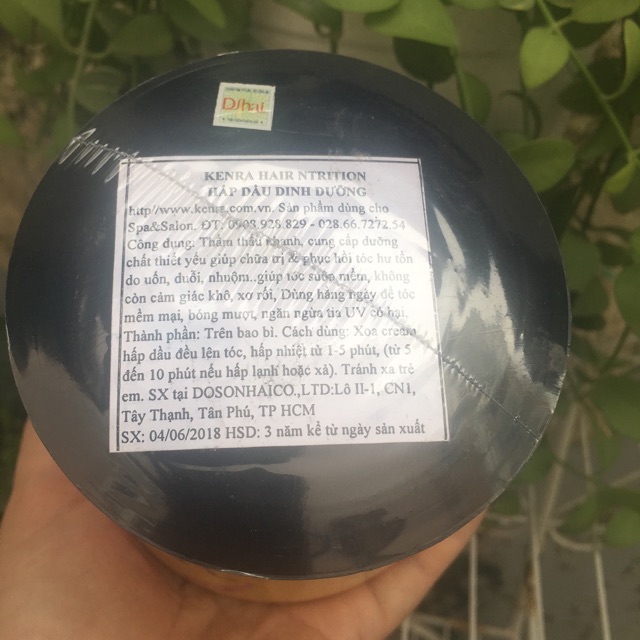 D/hai
KENRA HAIR NTRITION
HẤP DẦU DINH DƯỠNG
http//www.kenra.com.vn. Sản phẩm dùng cho
Spa&Salon. ĐT: 0903.926.829 - 028.66.7272.54
Công dụng: Thẩm thấu nhanh, cung cấp dưỡng
chất thiết yếu giúp chữa trị & phục hồi tóc hư tổn
do uốn, duỗi, nhuộm..giúp tóc suôn mềm, không
còn cảm giác khô, xơ rối, Dùng hằng ngày để tóc
mềm mại, bóng mượt, ngăn ngừa tia UV có hại.
Thành phần: Trên bao bì. Cách dùng: Xoa cream
hấp dầu đều lên tóc, hấp nhiệt từ 1-5 phút, (từ 5
đến 10 phút nếu hấp lạnh hoặc xả). Tránh xa trẻ
em. SX tại DOSONHAICO.,LTD:Lô II-1, CN1,
Tây Thạnh, Tân Phú, TP HCM
SX: 04/06/2018 HSD: 3 năm kể từ ngày sản xuất